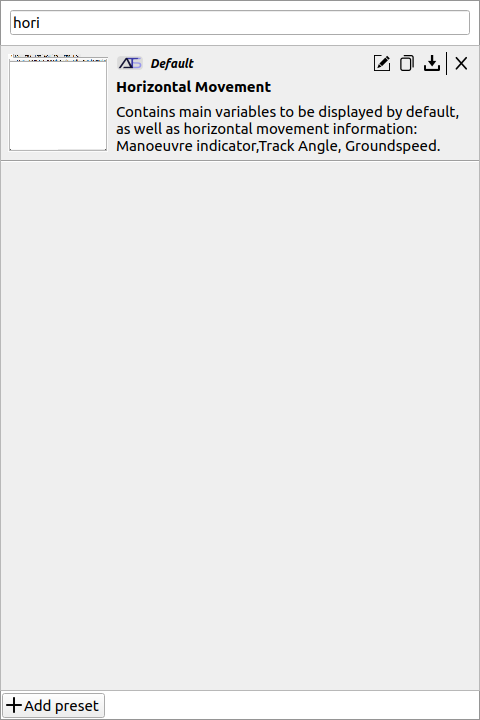 hori
Default
Horizontal Movement
Contains main variables to be displayed by default,
as well as horizontal movement information:
Manoeuvre indicator,Track Angle, Groundspeed.
Add preset